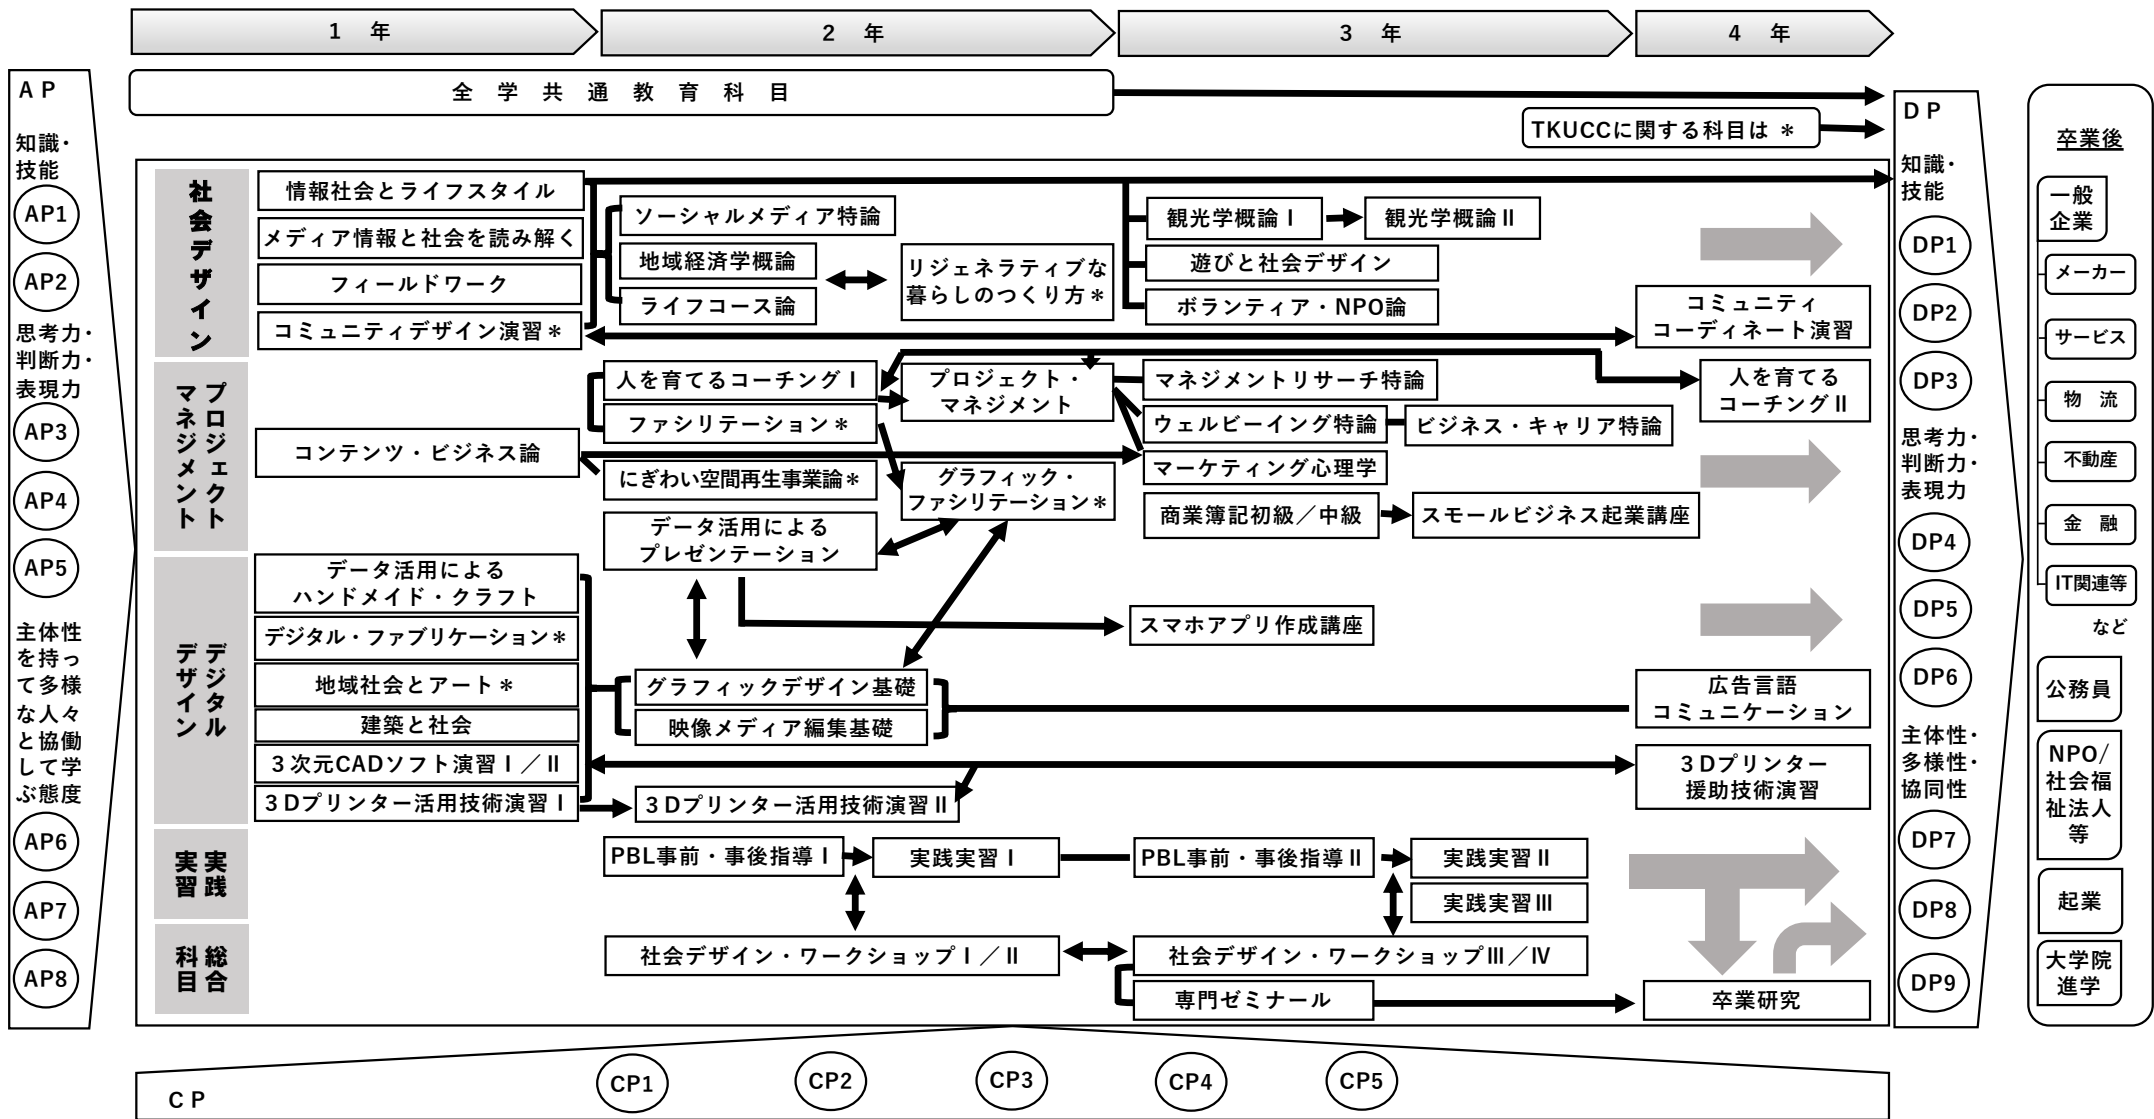 1 年
2 年
3 年
4 年
全学共通教育科目
TKUCCに関する科目は *
AP
知識・
技能
AP1
AP2
思考力・
判断力・
表現力
AP3
AP4
AP5
主体性
を持っ
て多様
な人々
と協働
して学
ぶ態度
AP6
AP7
AP8
社会デザイン
情報社会とライフスタイル
メディア情報と社会を読み解く
フィールドワーク
コミュニティデザイン演習*
ソーシャルメディア特論
地域経済学概論
ライフコース論
リジェネラティブな
暮らしのつくり方*
観光学概論Ⅰ
観光学概論Ⅱ
遊びと社会デザイン
ボランティア・NPO論
コミュニティ
コーディネート演習
プロジェクト
マネジメント
コンテンツ・ビジネス論
人を育てるコーチングⅠ
ファシリテーション*
にぎわい空間再生事業論*
データ活用による
プレゼンテーション
プロジェクト・
マネジメント
グラフィック・
ファシリテーション*
マネジメントリサーチ特論
ウェルビーイング特論
ビジネス・キャリア特論
マーケティング心理学
商業簿記初級／中級
スモールビジネス起業講座
人を育てる
コーチングⅡ
デジタル
デザイン
データ活用による
ハンドメイド・クラフト
デジタル・ファブリケーション*
地域社会とアート*
建築と社会
３次元CADソフト演習Ⅰ／Ⅱ
３Dプリンター活用技術演習Ⅰ
グラフィックデザイン基礎
映像メディア編集基礎
３Dプリンター活用技術演習Ⅱ
スマホアプリ作成講座
広告言語
コミュニケーション
３Dプリンター
援助技術演習
実践
実習
PBL事前・事後指導Ⅰ
実践実習Ⅰ
PBL事前・事後指導Ⅱ
実践実習Ⅱ
実践実習Ⅲ
総合
科目
社会デザイン・ワークショップⅠ／Ⅱ
社会デザイン・ワークショップⅢ／Ⅳ
専門ゼミナール
卒業研究
DP
知識・
技能
DP1
DP2
DP3
思考力・
判断力・
表現力
DP4
DP5
DP6
主体性・
多様性・
協同性
DP7
DP8
DP9
卒業後
一般
企業
メーカー
サービス
物 流
不動産
金 融
IT関連等
など
公務員
NPO/
社会福
祉法人
等
起業
大学院
進学
CP
CP1
CP2
CP3
CP4
CP5